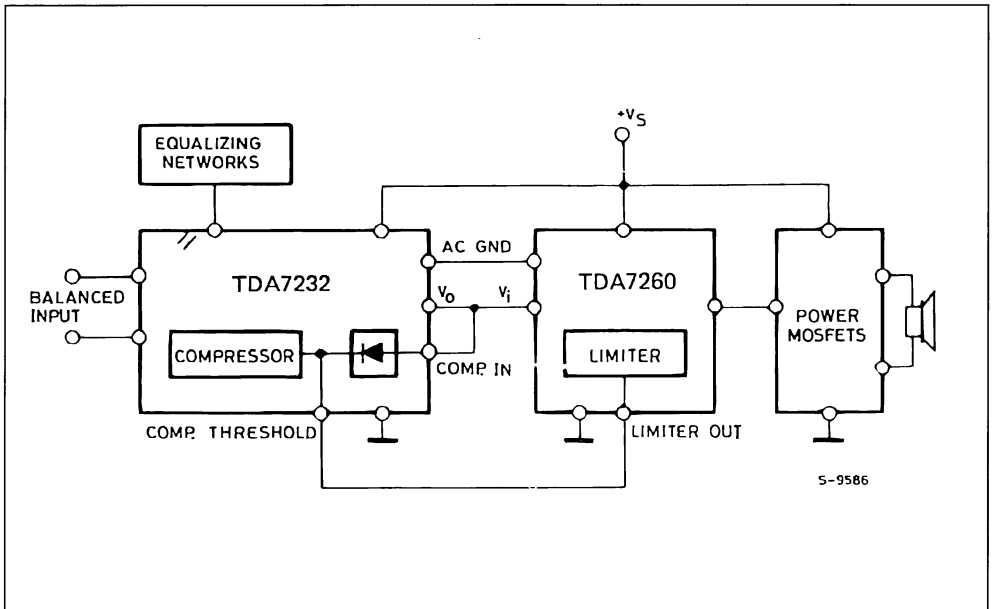 +VS
EQUALIZING
NETWORKS
AC GND
TDA7232
TDA7260
BALANCED
INPUT
Vo
Vi
POWER
MOSFETS
COMPRESSOR
COMP. IN
LIMITER
COMP. THRESHOLD
LIMITER OUT
S-9586